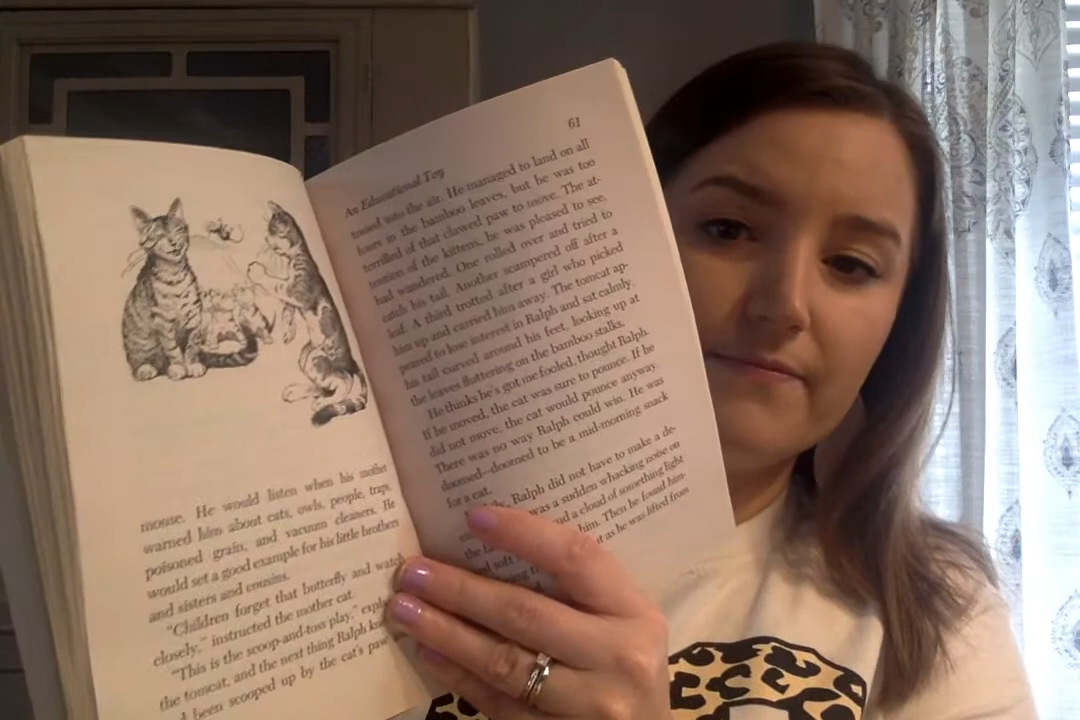 mouse. He would listen when his mother
warned him about cats, owls, people, traps,
poisoned grain, and vacuum cleaners. He
would set a good example for his little brothers
and sisters and cousins.
"Children forget that butterfly and watch
closely," instructed the mother cat.
"This is the scoop-and-toss play," expl
the tomcat, and the next thing Ralph kn
had been scooped up by the cat's paw
An Educational Toy
61
tossed into the air. He managed to land on all
fours in the bamboo leaves, but he was too
terrified of that clawed paw to move. The at-
tention of the kittens, he was pleased to see,
had wandered. One rolled over and tried to
catch his tail. Another scampered off after a
leaf. A third trotted after a girl who picked
him up and carried him away. The tomcat ap-
peared to lose interest in Ralph and sat calmly,
his tail curved around his feet, looking up at
the leaves fluttering on the bamboo stalks.
He thinks he's got me fooled, thought Ralph.
If he moved, the cat was sure to pounce. If he
did not move, the cat would pounce anyway.
There was no way Ralph could win. He was
doomed—doomed to be a mid-morning snack
for a cat.
Ralph did not have to make a de-
was a sudden whacking noise on
the and a cloud of something light
nd soft him. Then he found him-
t as he was lifted from